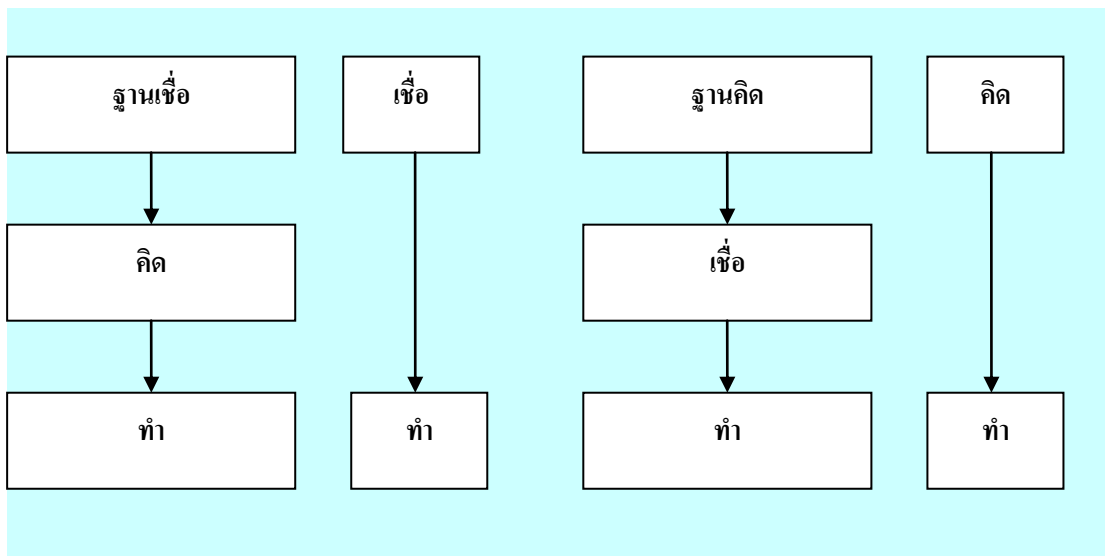 ฐานเชื่อ เชื่อ ฐานคิด คิด
คิด เชื่อ
ทำ ทำ ทำ ทำ